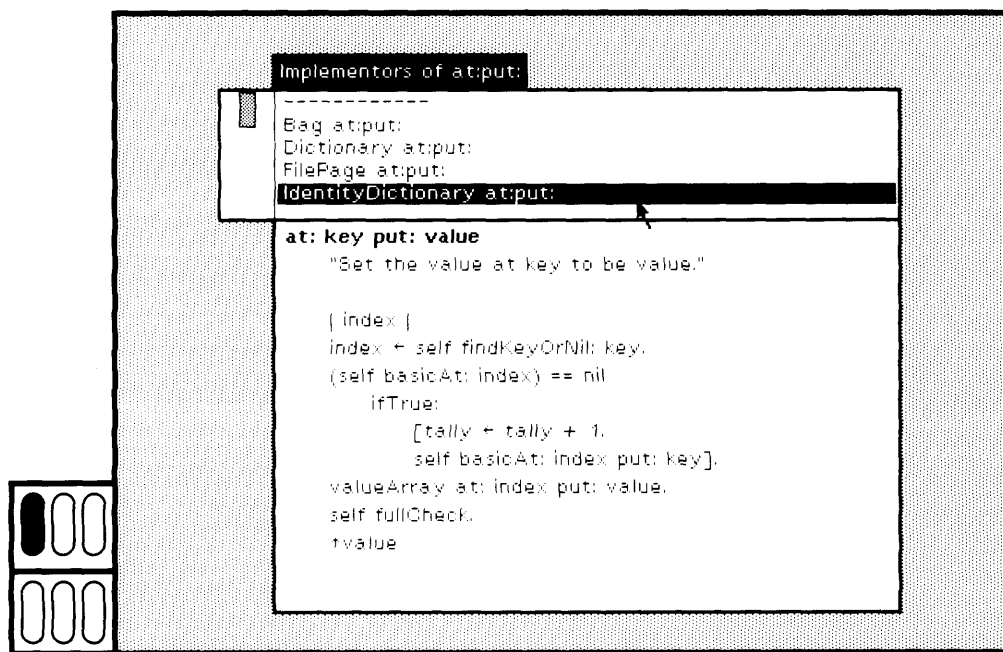 Implementors of at:put:
------------
Bag at:put:
Dictionary at:put:
FilePage at:put:
IdentityDictionary at:put:
at: key put: value
"Set the value at key to be value."
| index |
index ← self findKeyOrNil: key.
(self basicAt: index) == nil
ifTrue:
[tally ← tally + 1.
self basicAt: index put: key].
valueArray at: index put: value.
self fullCheck.
↑value